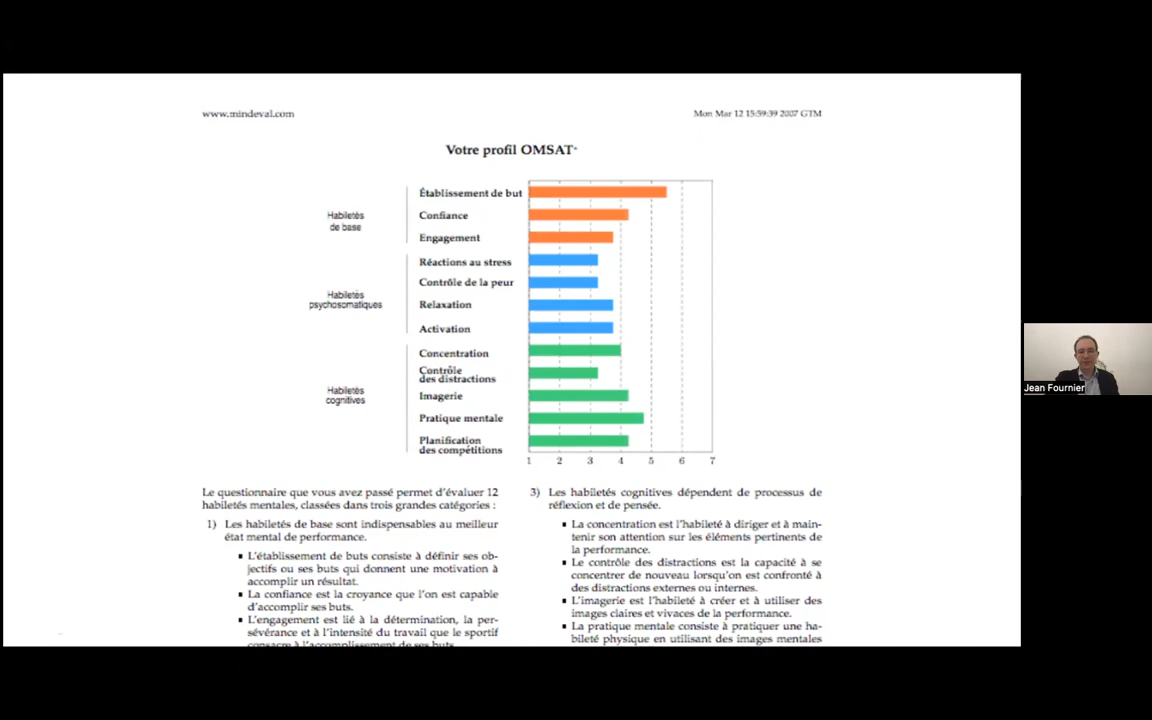 www.mindeval.com
Mon Mar 12 15:59:39 2007 GTM
Votre profil OMSAT*
Habiletés
de base
Établissement de but
Confiance
Engagement
Habiletés
psychosomatiques
Réactions au stress
Contrôle de la peur
Relaxation
Activation
Habiletés
cognitives
Concentration
Contrôle
des distractions
Imagerie
Pratique mentale
Planification
des compétitions
1 2 3 4 5 6 7
Le questionnaire que vous avez passé permet d'évaluer 12
habiletés mentales, classées dans trois grandes catégories :
1) Les habiletés de base sont indispensables au meilleur
état mental de performance.
▪ L'établissement de buts consiste à définir ses ob-
jectifs ou ses buts qui donnent une motivation à
accomplir un résultat.
▪ La confiance est la croyance que l'on est capable
d'accomplir ses buts.
▪ L'engagement est lié à la détermination, la per-
sévérance et à l'intensité du travail que le sportif
consacre à l'accomplissement de ses buts.
3) Les habiletés cognitives dépendent de processus de
réflexion et de pensée.
▪ La concentration est l'habileté à diriger et à main-
tenir son attention sur les éléments pertinents de
la performance.
▪ Le contrôle des distractions est la capacité à se
concentrer de nouveau lorsqu'on est confronté à
des distractions externes ou internes.
▪ L'imagerie est l'habileté à créer et à utiliser des
images claires et vivaces de la performance.
▪ La pratique mentale consiste à pratiquer une ha-
bileté physique en utilisant des images mentales
Jean Fournier